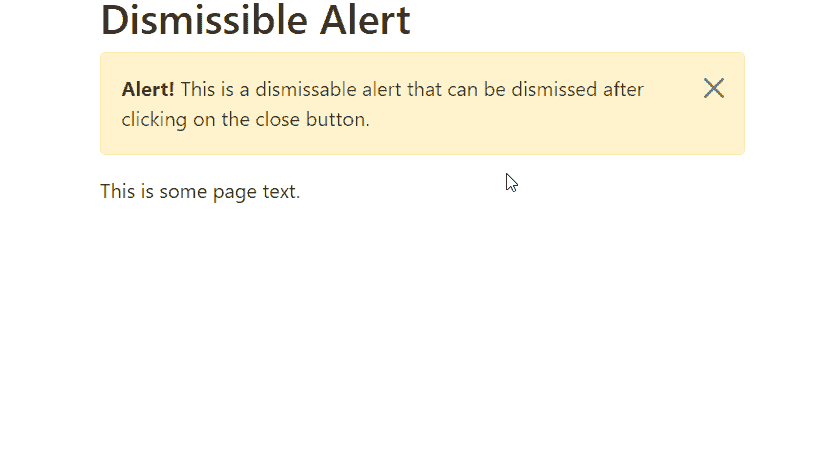 Dismissible Alert
Alert! This is a dismissable alert that can be dismissed after
clicking on the close button.
This is some page text.